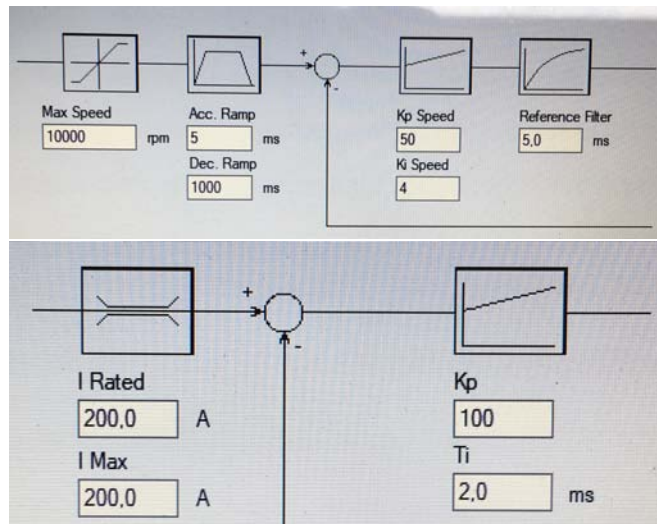 +
-
Max Speed
10000 rpm
Acc. Ramp
5 ms
Dec. Ramp
1000 ms
Kp Speed
50
Ki Speed
4
Reference Filter
5,0 ms
+
-
I Rated
200,0 A
I Max
200,0 A
Kp
100
Ti
2,0 ms